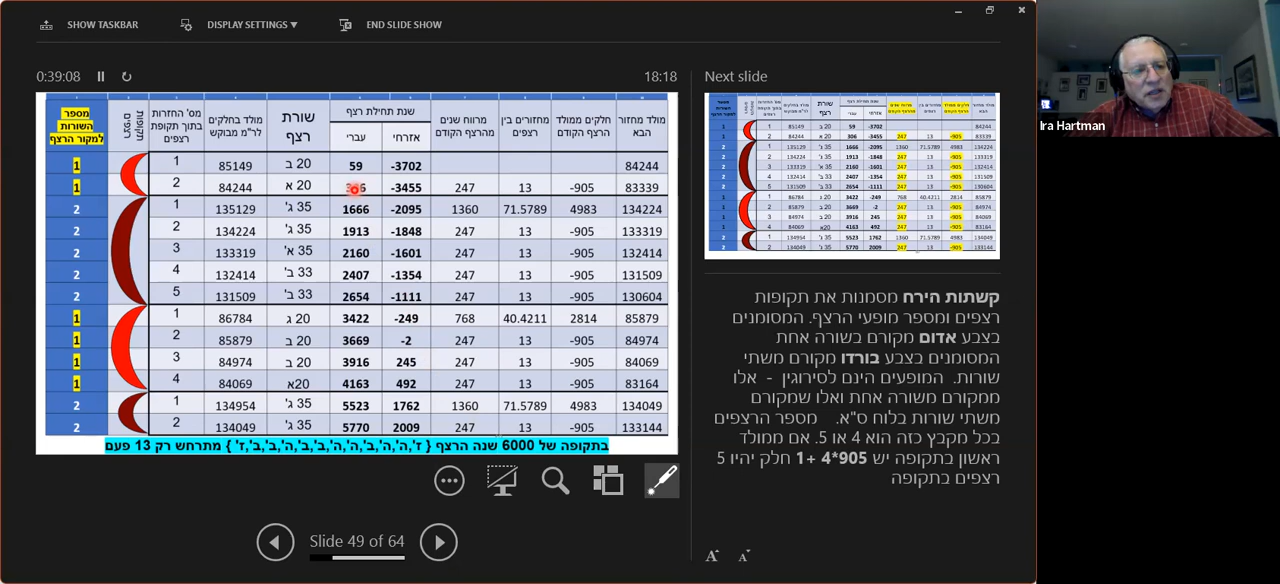 SHOW TASKBAR DISPLAY SETTINGS ▼ END SLIDE SHOW
0:39:08 18:18 Next slide
מספר השורות למקור הרצף תקופות רצפים מס' החזרות בתוך תקופת רצפים מולד בחלקים לר"מ מבוקש שורת רצף שנת תחילת רצף מרווח שנים מהרצף הקודם מחזורים בין רצפים חלקים ממולד הרצף הקודם מולד מחזור הבא
עברי אזרחי
1 1 85149 20 ב 59 -3702 84244
1 2 84244 20 א -3455 247 13 -905 83339
2 1 135129 35 ג' 1666 -2095 1360 71.5789 4983 134224
2 2 134224 35 ג' 1913 -1848 247 13 -905 133319
2 3 133319 35 א' 2160 -1601 247 13 -905 132414
2 4 132414 33 ב' 2407 -1354 247 13 -905 131509
2 5 131509 33 ב' 2654 -1111 247 13 -905 130604
1 1 86784 20 ג 3422 -249 768 40.4211 2814 85879
1 2 85879 20 ב 3669 -2 247 13 -905 84974
1 3 84974 20 ב 3916 245 247 13 -905 84069
1 4 84069 20א 4163 492 247 13 -905 83164
2 1 134954 35 ג' 5523 1762 1360 71.5789 4983 134049
2 2 134049 35 ג' 5770 2009 247 13 -905 133144
בתקופה של 6000 שנה הרצף { ז',ה',ה',ב',ה',ה',ב',ב',ה',ב',ב',ז' } מתרחש רק 13 פעם
Slide 49 of 64
קשתות הירח מסמנות את תקופות
רצפים ומספר מופעי הרצף. המסומנים
בצבע אדום מקורם בשורה אחת
המסומנים בצבע בורדו מקורם משתי
שורות. המופעים הינם לסירוגין - אלו
ממקורם משורה אחת ואלו שמקורם
משתי שורות בלוח ס"א. מספר הרצפים
בכל מקבץ כזה הוא 4 או 5. אם ממולד
ראשון בתקופה יש 905*4 +1 חלק יהיו 5
רצפים בתקופה
Ira Hartman